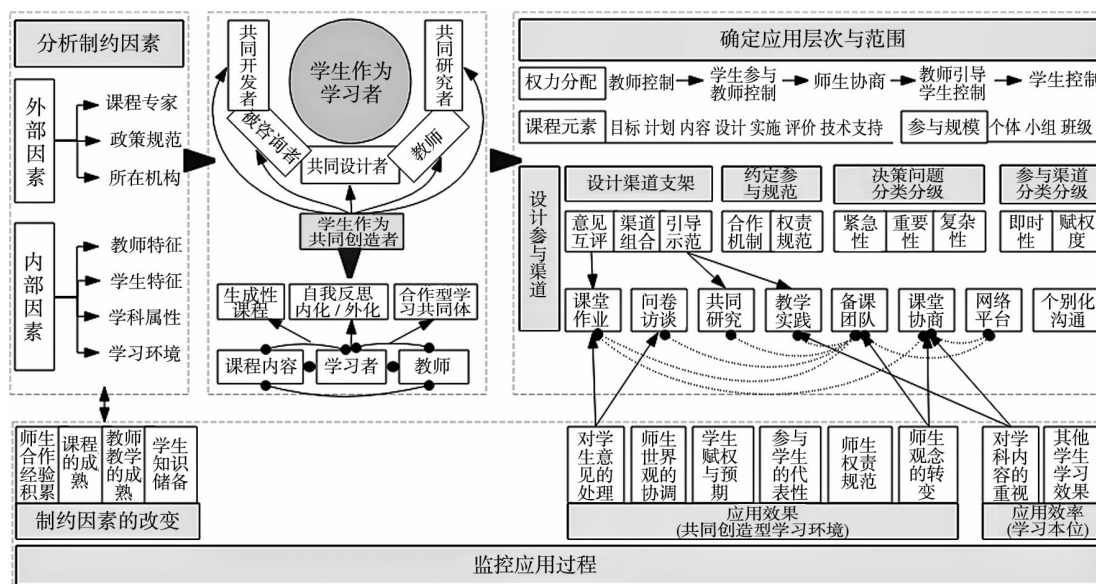 分析制约因素
外部因素
课程专家
政策规范
所在机构
内部因素
教师特征
学生特征
学科属性
学习环境
共同开发者
学生作为
学习者
共同研究者
被咨询者
共同设计者
教师
学生作为
共同创造者
生成性
课程
自我反思
内化/外化
合作型学
习共同体
课程内容
学习者
教师
确定应用层次与范围
权力分配
教师控制
学生参与
教师控制
师生协商
教师引导
学生控制
学生控制
课程元素
目标 计划 内容 设计 实施 评价 技术支持
参与规模
个体 小组 班级
设计参与渠道
设计渠道支架
意见
互评
渠道
组合
引导
示范
约定参
与规范
合作
机制
权责
规范
决策问题
分类分级
紧急
性
重要
性
复杂
性
参与渠道
分类分级
即时
性
赋权
度
课堂
作业
问卷
访谈
共同
研究
教学
实践
备课
团队
课堂
协商
网络
平台
个别化
沟通
师生
合作
经验
积累
课程
的成
熟
教师
教学
的成
熟
学生
知识
储备
制约因素的改变
对学
生意
见的
处理
师生
世界
观的
协调
学生
赋权
与预
期
参与
学生
的代
表性
师生
权责
规范
师生
观念
的转
变
应用效果
(共同创造型学习环境)
对学
科内
容的
重视
其他
学生
学习
效果
应用效率
(学习本位)
监控应用过程